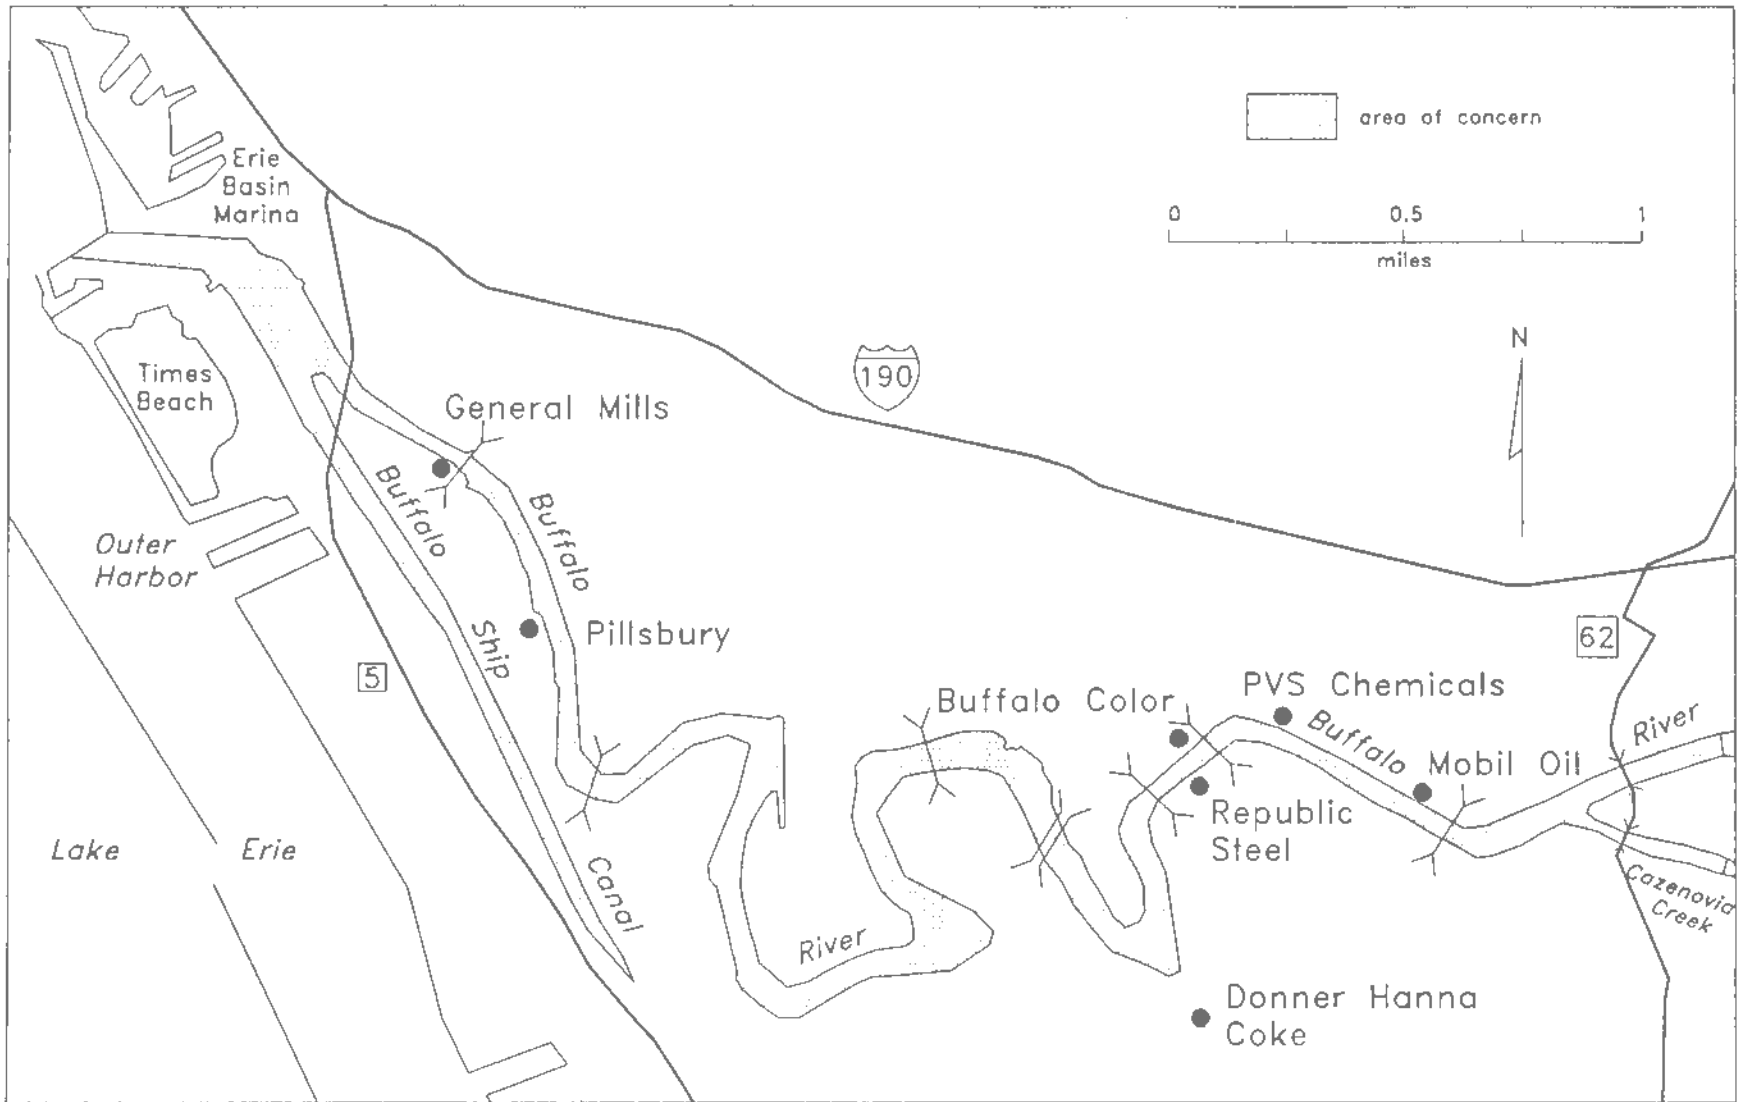 area of concern
0 0.5 1
miles
N
Erie
Basin
Marina
Times
Beach
190
General Mills
Buffalo
Ship
Canal
Buffalo
River
Outer
Harbor
Pillsbury
5
62
Buffalo Color
PVS Chemicals
Buffalo
River
Mobil Oil
Republic
Steel
Lake Erie
Cazenovia
Creek
Donner Hanna
Coke